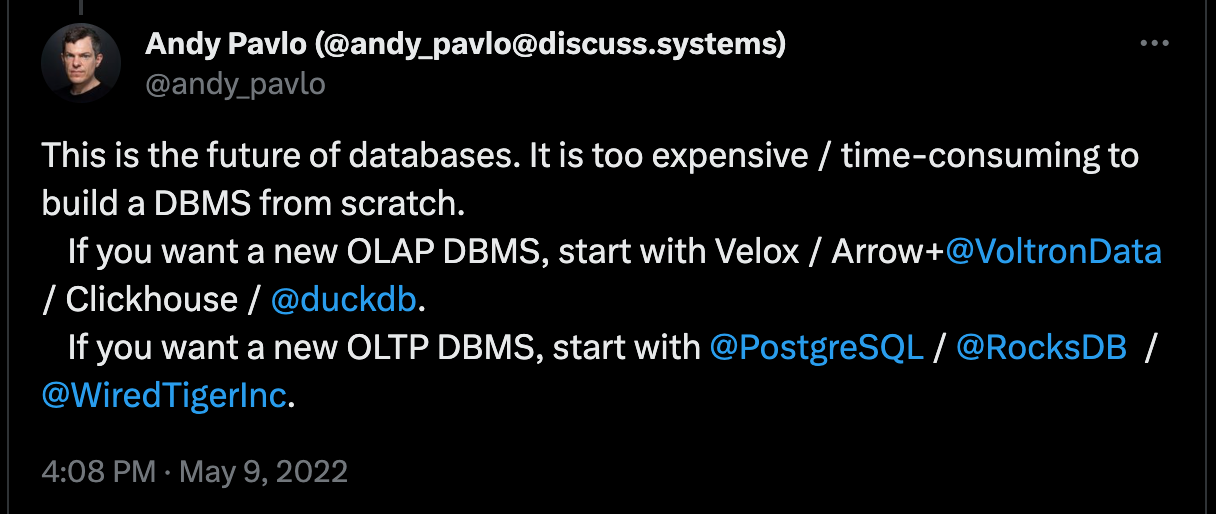 Andy Pavlo (@andy_pavlo@discuss.systems)
@andy_pavlo
This is the future of databases. It is too expensive / time-consuming to
build a DBMS from scratch.
If you want a new OLAP DBMS, start with Velox / Arrow+@VoltronData
/ Clickhouse / @duckdb.
If you want a new OLTP DBMS, start with @PostgreSQL / @RocksDB /
@WiredTigerInc.
4:08 PM · May 9, 2022